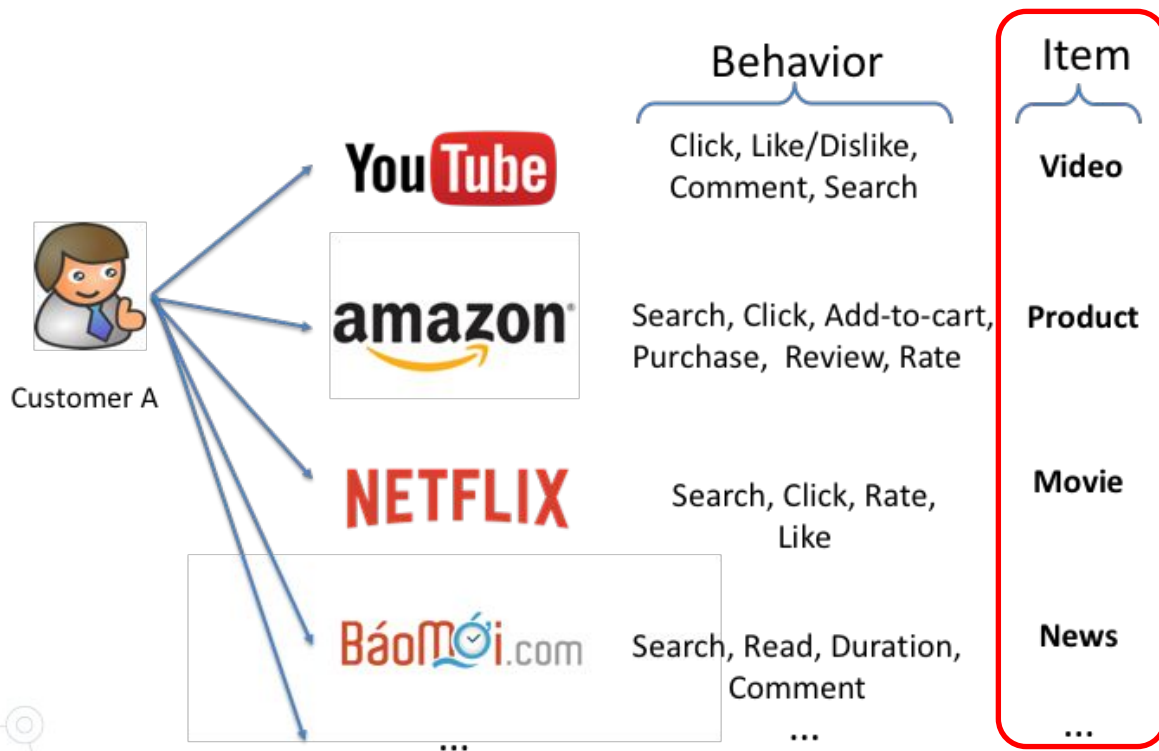 Behavior
Item
YouTube
Click, Like/Dislike,
Comment, Search
Video
amazon
Search, Click, Add-to-cart,
Purchase, Review, Rate
Product
Customer A
NETFLIX
Search, Click, Rate,
Like
Movie
BáoMới.com
Search, Read, Duration,
Comment
News
...
...
...